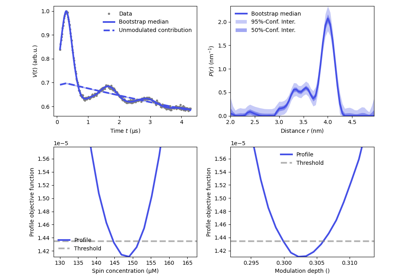 Data
Bootstrap median
Unmodulated contribution
V(t) (arb.u.)
1.0
0.9
0.8
0.7
0.6
0
1
2
3
4
Time t (μs)
Bootstrap median
95%-Conf. Inter.
50%-Conf. Inter.
P(r) (nm⁻¹)
2.0
1.5
1.0
0.5
0.0
2.0
2.5
3.0
3.5
4.0
4.5
Distance r (nm)
1e−5
Profile objective function
1.56
1.54
1.52
1.50
1.48
1.46
1.44
1.42
Profile
Threshold
130
135
140
145
150
155
160
165
Spin concentration (μM)
1e−5
Profile objective function
1.56
1.54
1.52
1.50
1.48
1.46
1.44
1.42
Profile
Threshold
0.295
0.300
0.305
0.310
Modulation depth ()